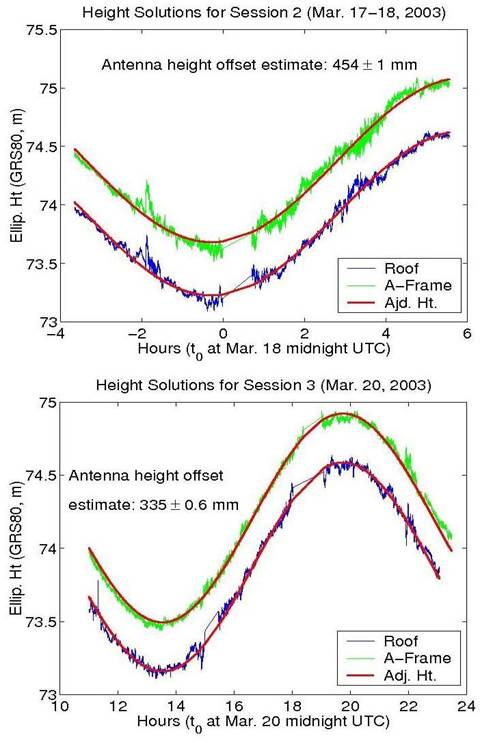 Height Solutions for Session 2 (Mar. 17-18, 2003)
75.5
Antenna height offset estimate: 454 ± 1 mm
75
74.5
74
73.5
73
Ellip. Ht (GRS80, m)
Roof
A-Frame
Ajd. Ht.
-4 -2 0 2 4 6
Hours (t0 at Mar. 18 midnight UTC)
Height Solutions for Session 3 (Mar. 20, 2003)
75
Antenna height offset
estimate: 335 ± 0.6 mm
74.5
74
73.5
73
Ellip. Ht (GRS80, m)
Roof
A-Frame
Adj. Ht.
10 12 14 16 18 20 22 24
Hours (t0 at Mar. 20 midnight UTC)